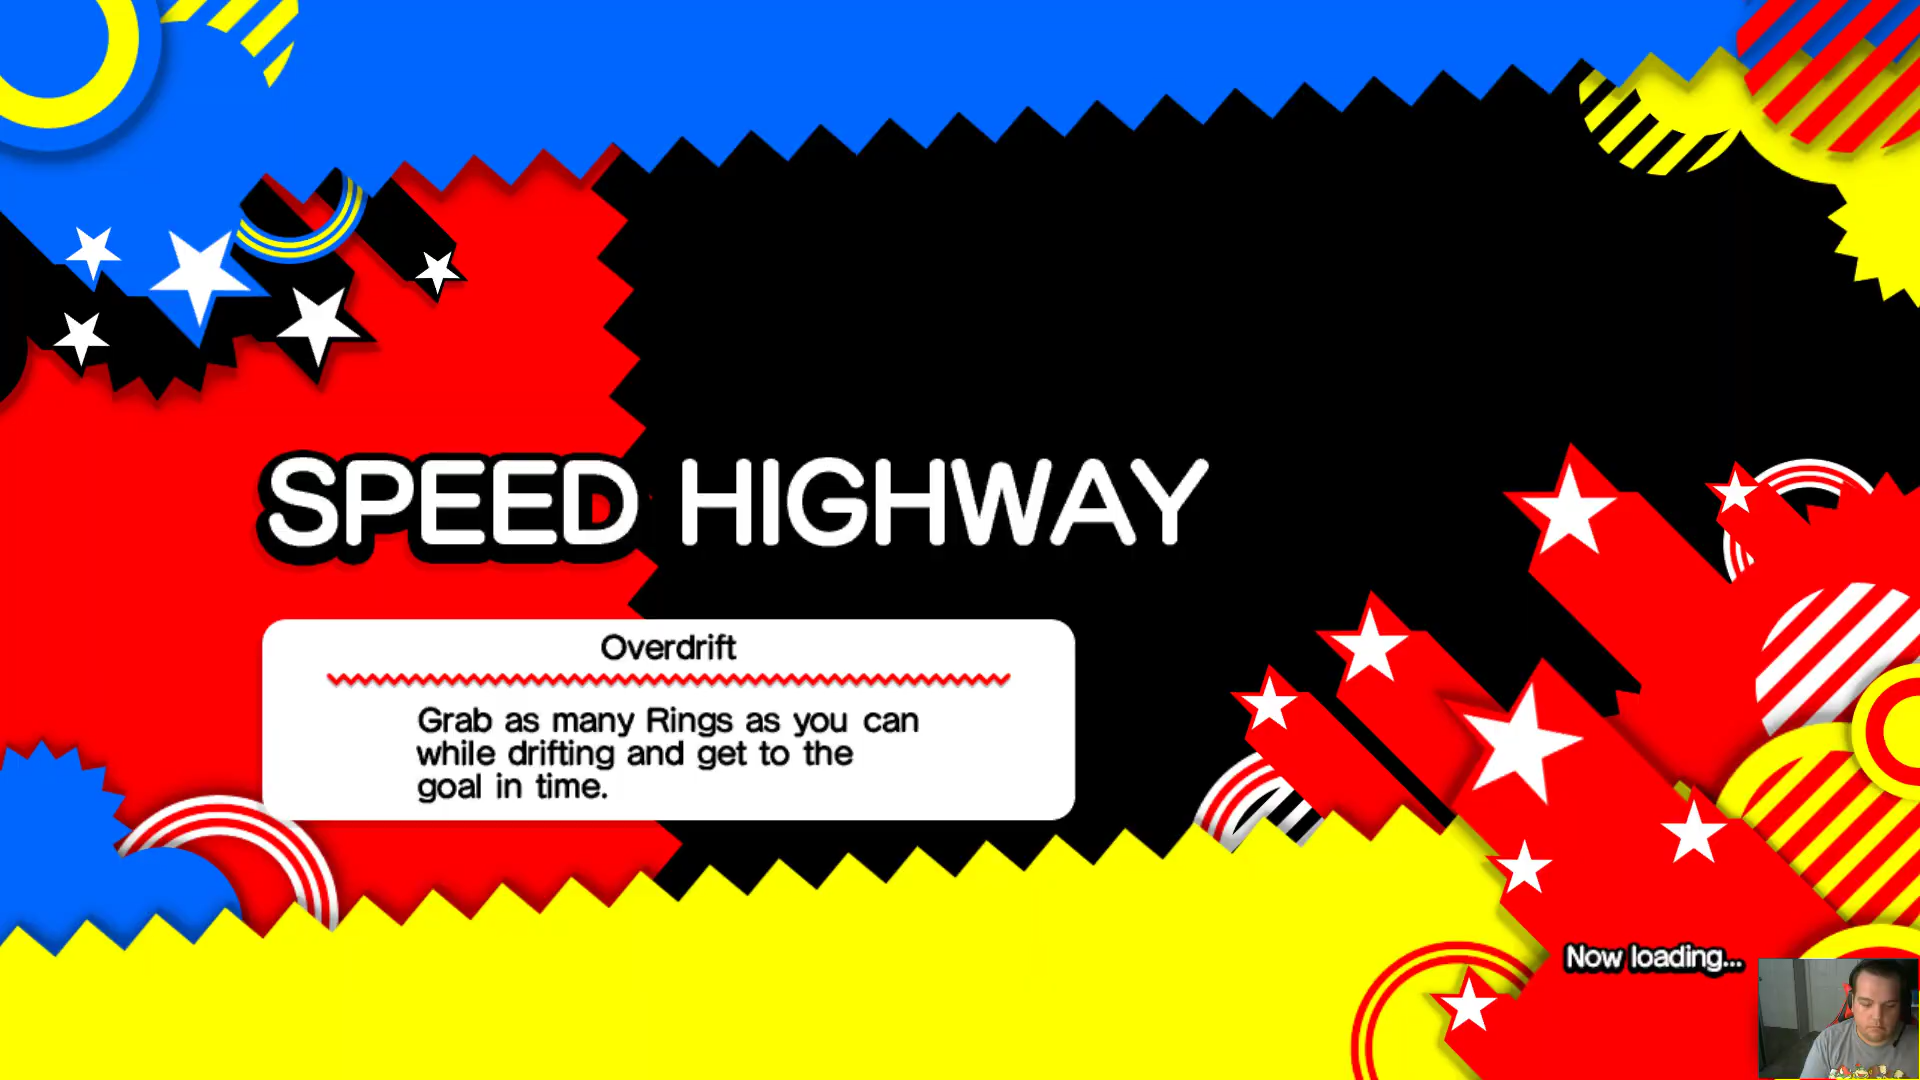 SPEED HIGHWAY
Overdrift
Grab as many Rings as you can
while drifting and get to the
goal in time.
Now loading...